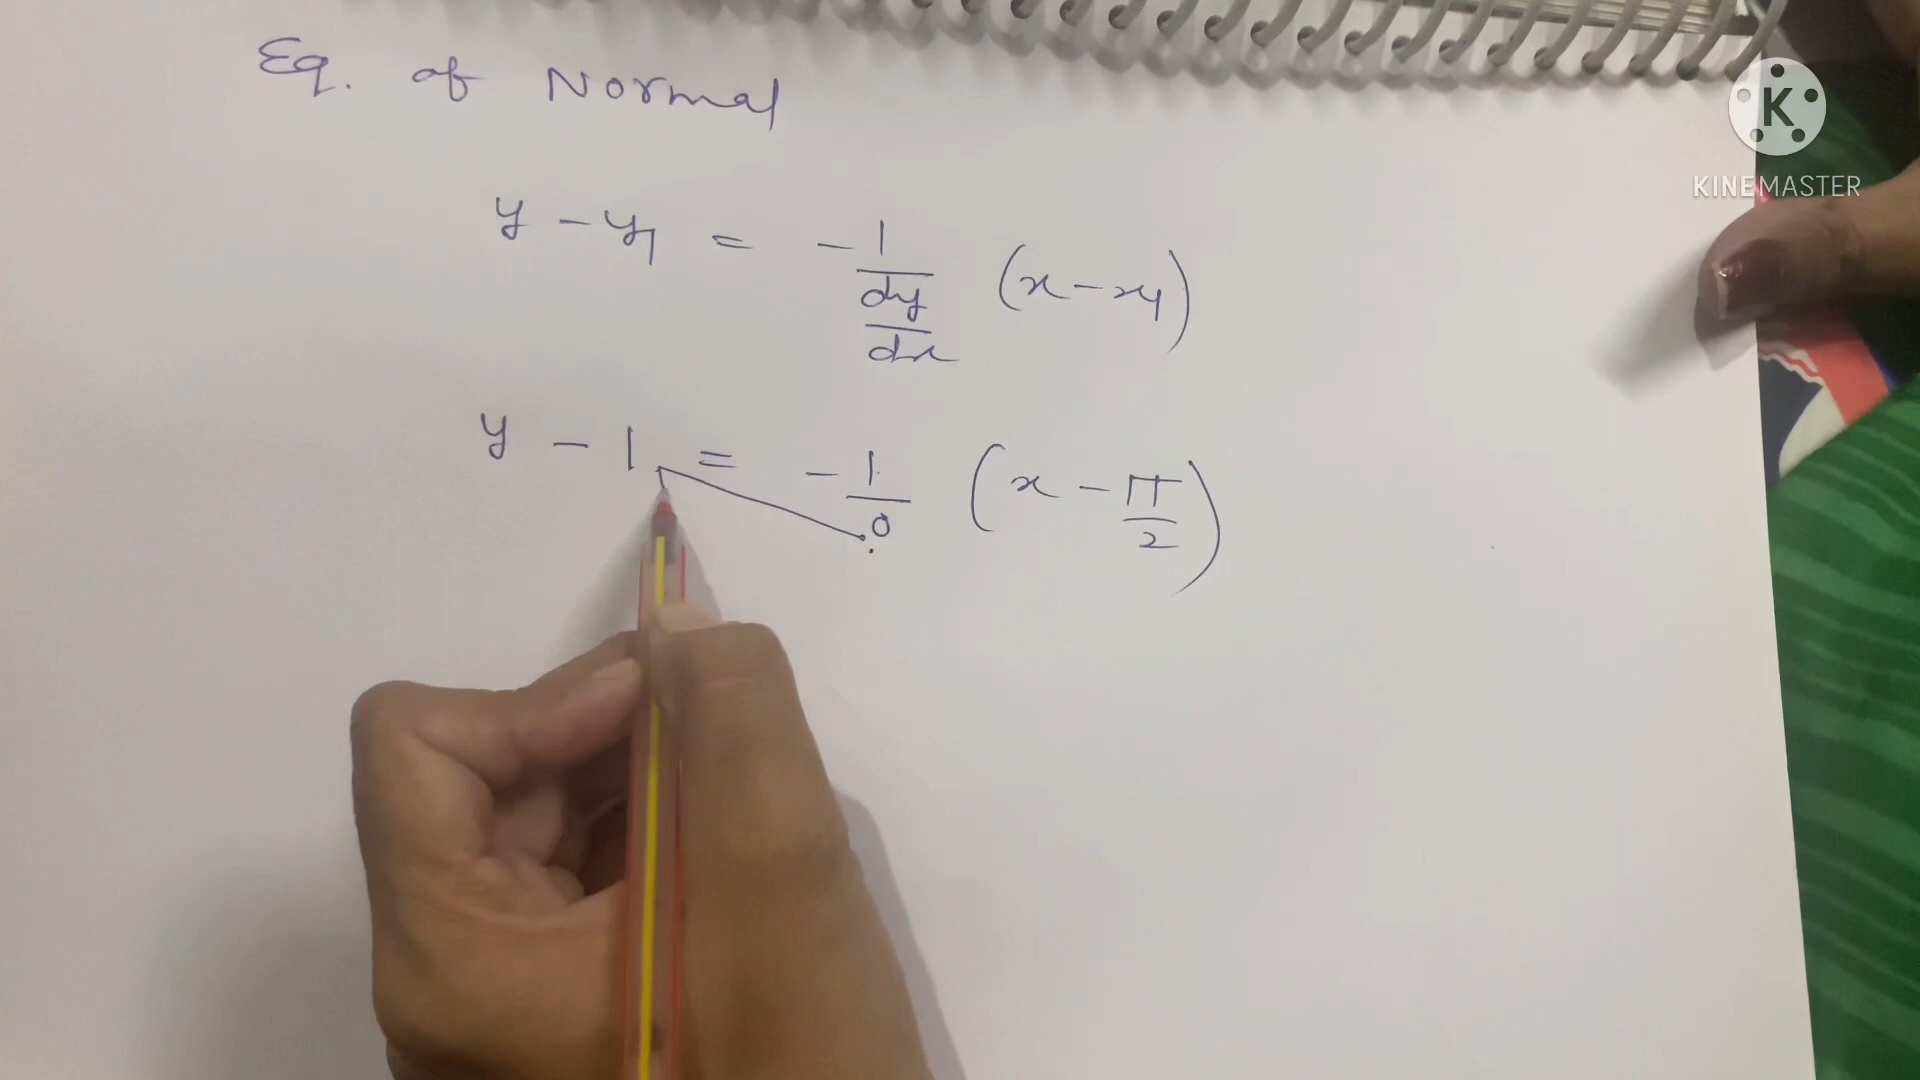 Eq. of Normal
y - y1 = -1/(dy/dx) (x - x1)
y - 1 = -1/0 (x - π/2)
K
KINEMASTER